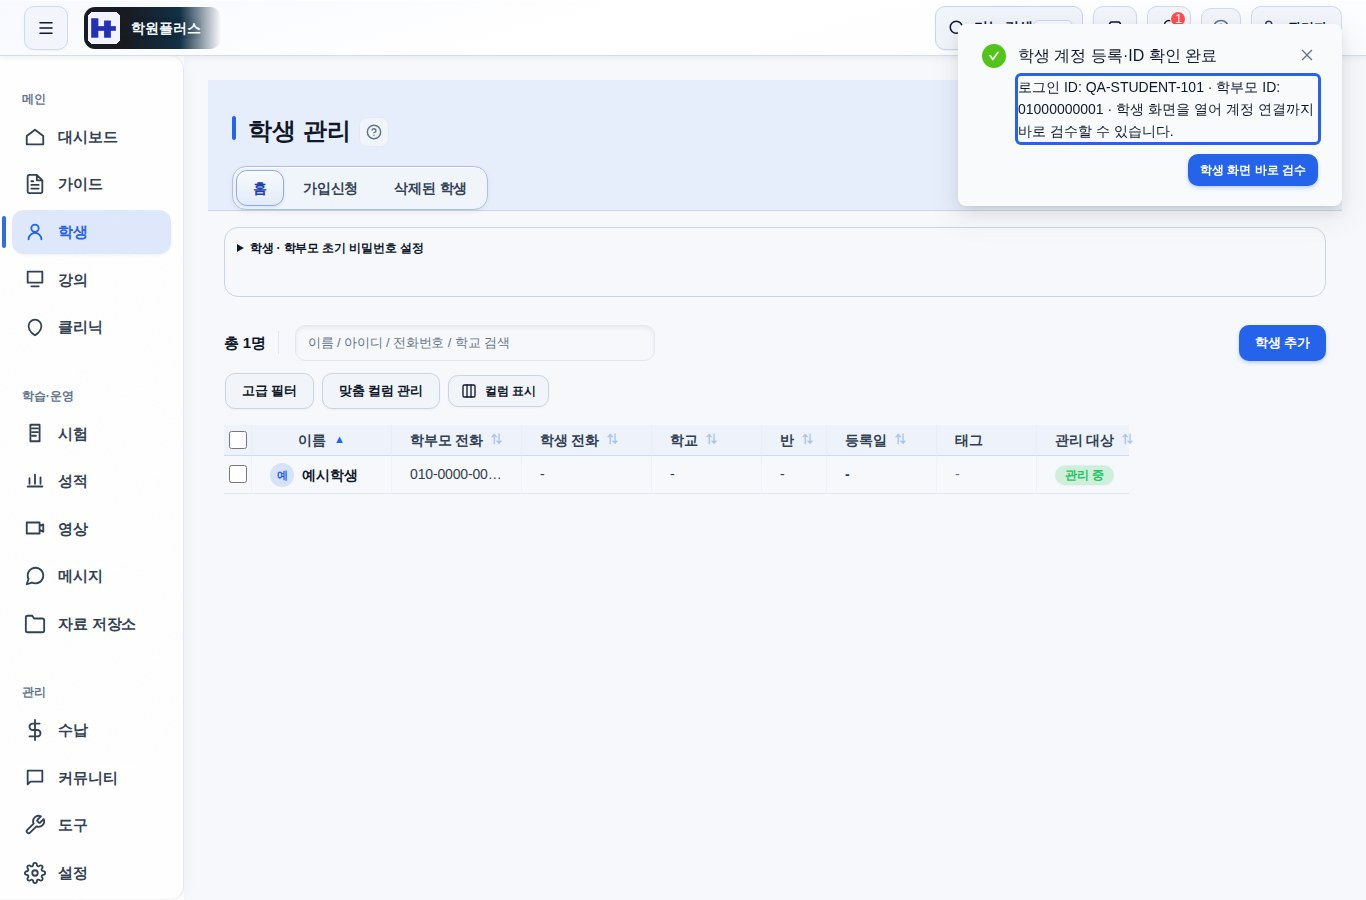 학원플러스
1
학생 계정 등록·ID 확인 완료
로그인 ID: QA-STUDENT-101 · 학부모 ID:
01000000001 · 학생 화면을 열어 계정 연결까지
바로 검수할 수 있습니다.
학생 화면 바로 검수
메인
대시보드
가이드
학생
강의
클리닉
학습·운영
시험
성적
영상
메시지
자료 저장소
관리
수납
커뮤니티
도구
설정
학생 관리
홈 가입신청 삭제된 학생
학생 · 학부모 초기 비밀번호 설정
총 1명
이름 / 아이디 / 전화번호 / 학교 검색
학생 추가
고급 필터 맞춤 컬럼 관리 컬럼 표시
이름 ▲ 학부모 전화 학생 전화 학교 반 등록일 태그 관리 대상
예 예시학생 010-0000-00… - - - - - 관리 중